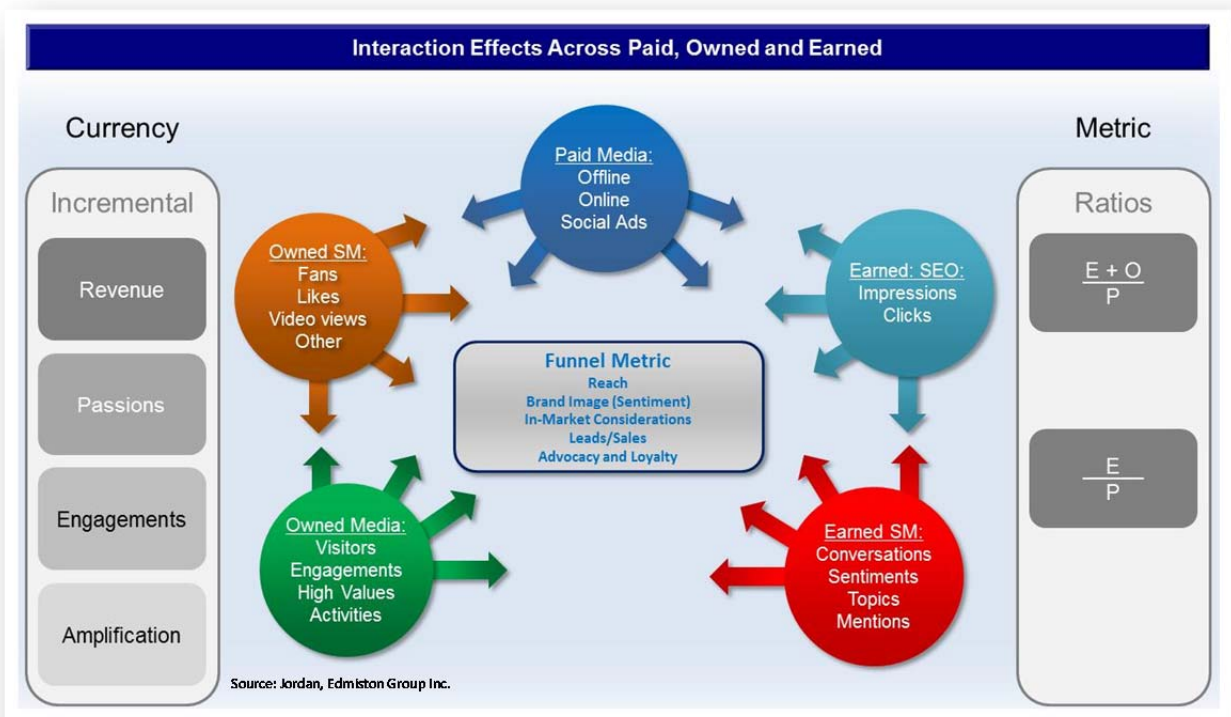 Interaction Effects Across Paid, Owned and Earned
Currency
Incremental
Revenue
Passions
Engagements
Amplification
Owned SM:
Fans
Likes
Video views
Other
Owned Media:
Visitors
Engagements
High Values
Activities
Paid Media:
Offline
Online
Social Ads
Funnel Metric
Reach
Brand Image (Sentiment)
In-Market Considerations
Leads/Sales
Advocacy and Loyalty
Earned: SEO:
Impressions
Clicks
Earned SM:
Conversations
Sentiments
Topics
Mentions
Metric
Ratios
E + O
P
E
P
Source: Jordan, Edmiston Group Inc.